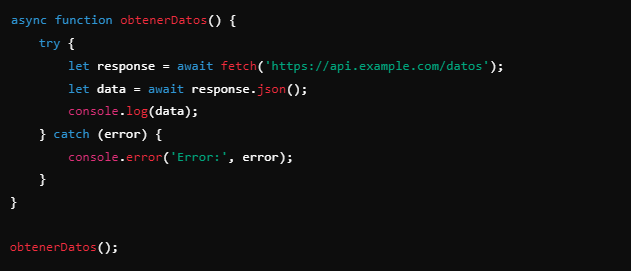 async function obtenerDatos() {
    try {
        let response = await fetch('https://api.example.com/datos');
        let data = await response.json();
        console.log(data);
    } catch (error) {
        console.error('Error:', error);
    }
}

obtenerDatos();